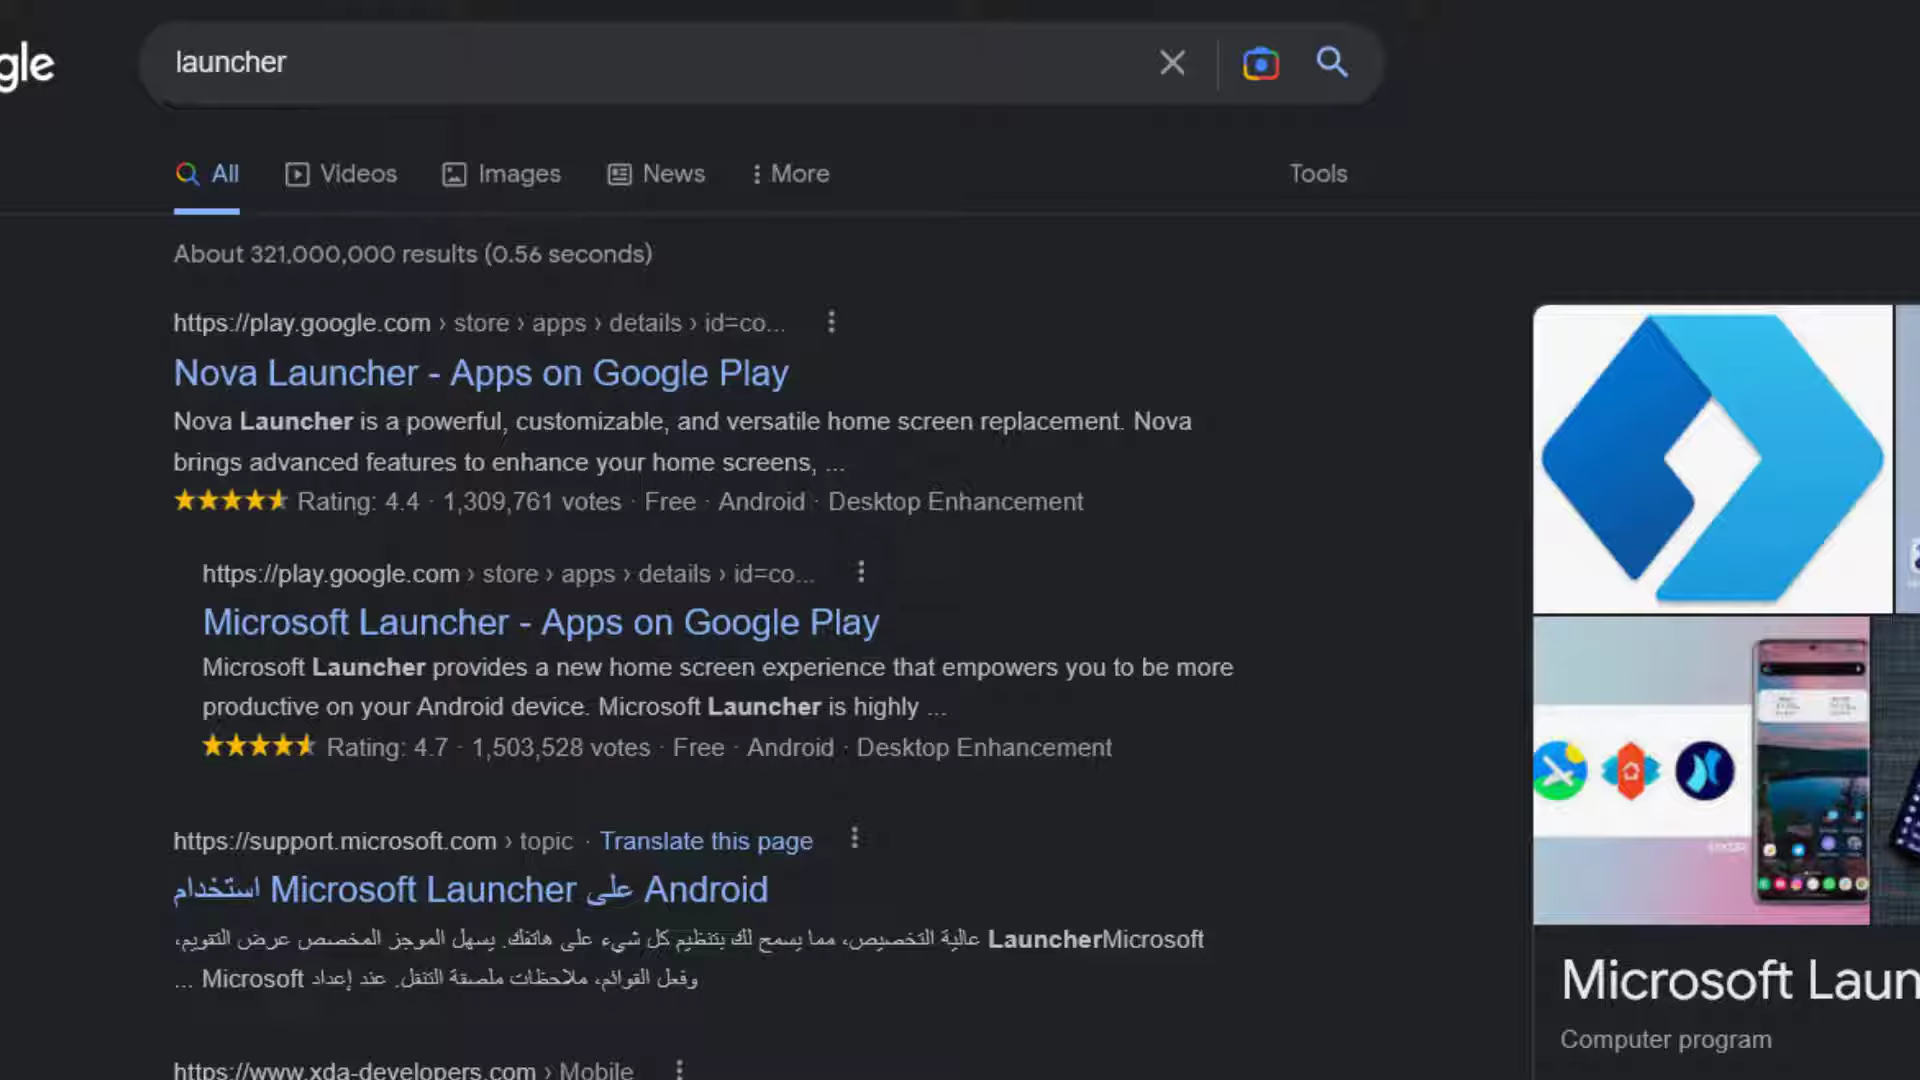 gle
launcher
All
Videos
Images
News
More
Tools
About 321,000,000 results (0.56 seconds)
https://play.google.com › store › apps › details › id=co...
Nova Launcher - Apps on Google Play
Nova Launcher is a powerful, customizable, and versatile home screen replacement. Nova
brings advanced features to enhance your home screens, ...
Rating: 4.4 · 1,309,761 votes · Free · Android · Desktop Enhancement
https://play.google.com › store › apps › details › id=co...
Microsoft Launcher - Apps on Google Play
Microsoft Launcher provides a new home screen experience that empowers you to be more
productive on your Android device. Microsoft Launcher is highly ...
Rating: 4.7 · 1,503,528 votes · Free · Android · Desktop Enhancement
https://support.microsoft.com › topic · Translate this page
استخدام Microsoft Launcher على Android
LauncherMicrosoft عالية التخصيص، مما يسمح لك بتنظيم كل شيء على هاتفك. يسهل الموجز المخصص عرض التقويم،
وفعل القوائم، ملاحظات ملصقة التنقل. عند إعداد Microsoft ...
https://www.xda-developers.com › Mobile
Microsoft Laun
Computer program